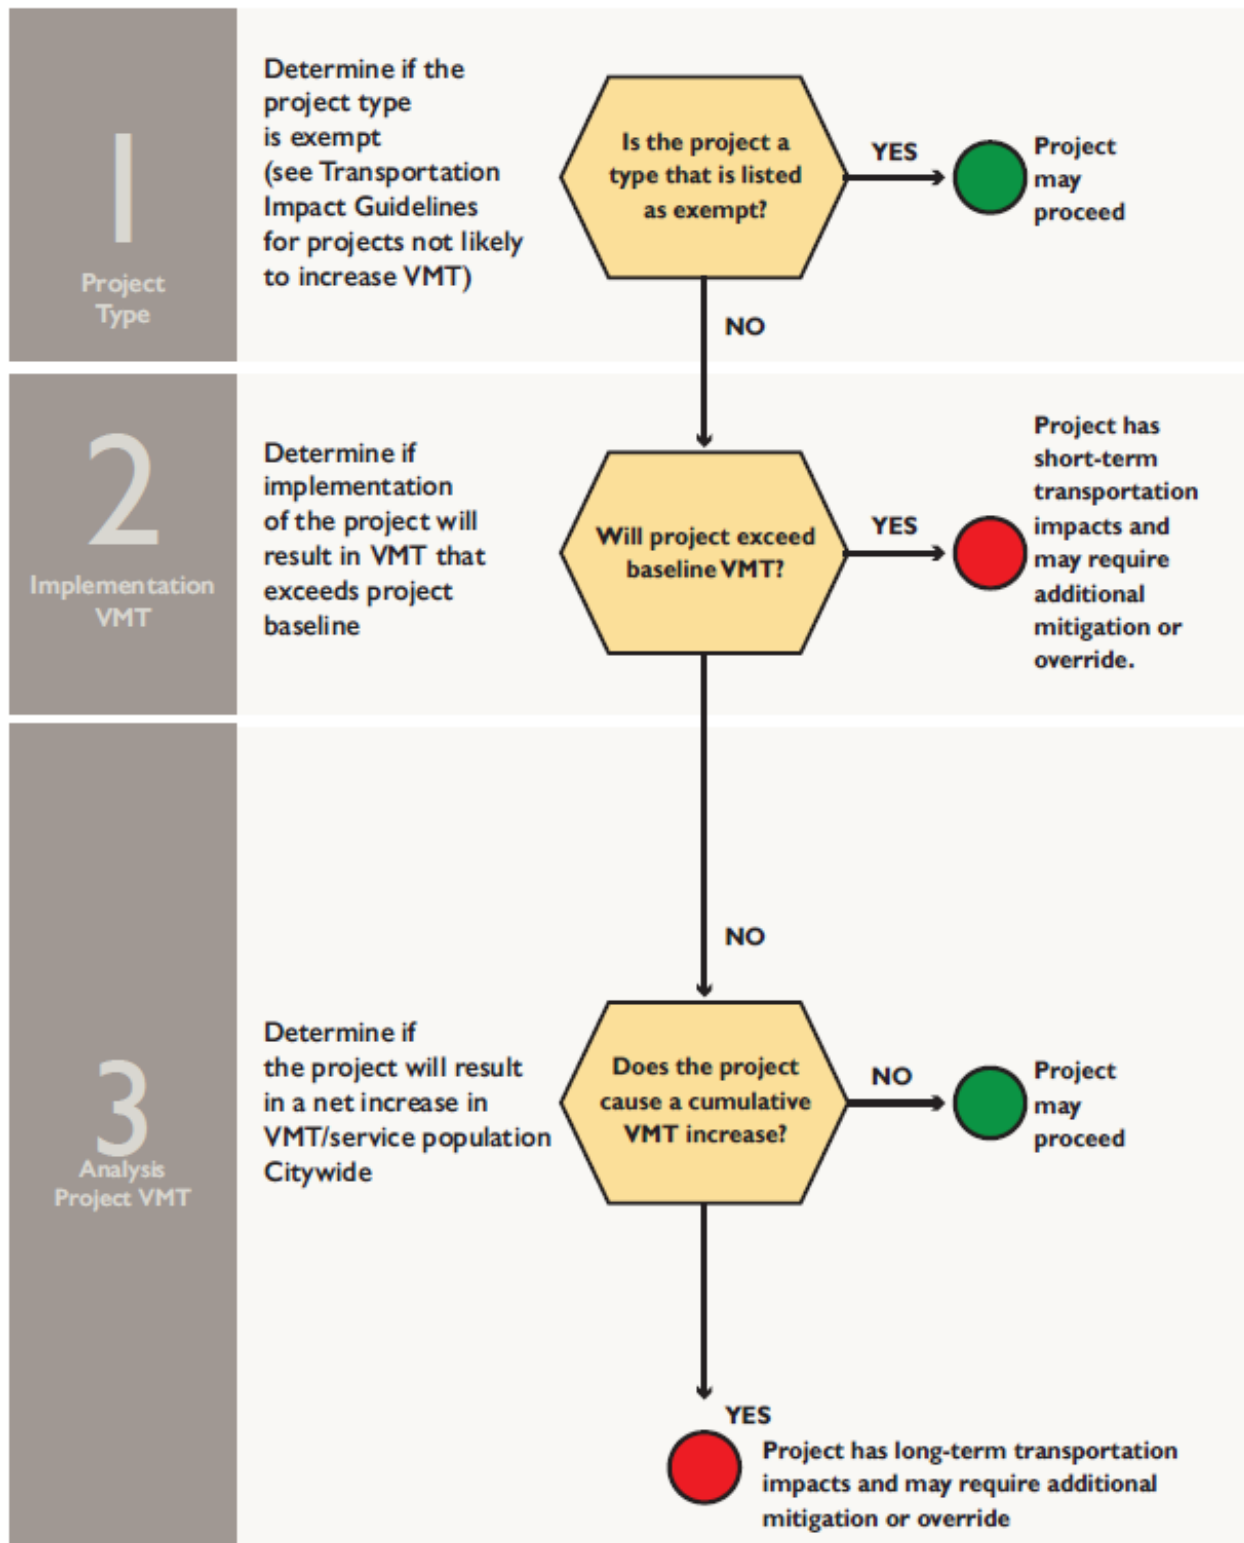 1
Project
Type
Determine if the
project type
is exempt
(see Transportation
Impact Guidelines
for projects not likely
to increase VMT)
Is the project a
type that is listed
as exempt?
YES
Project
may
proceed
NO
2
Implementation
VMT
Determine if
implementation
of the project will
result in VMT that
exceeds project
baseline
Will project exceed
baseline VMT?
YES
Project has
short-term
transportation
impacts and
may require
additional
mitigation or
override.
NO
3
Analysis
Project VMT
Determine if
the project will result
in a net increase in
VMT/service population
Citywide
Does the project
cause a cumulative
VMT increase?
NO
Project
may
proceed
YES
Project has long-term transportation
impacts and may require additional
mitigation or override